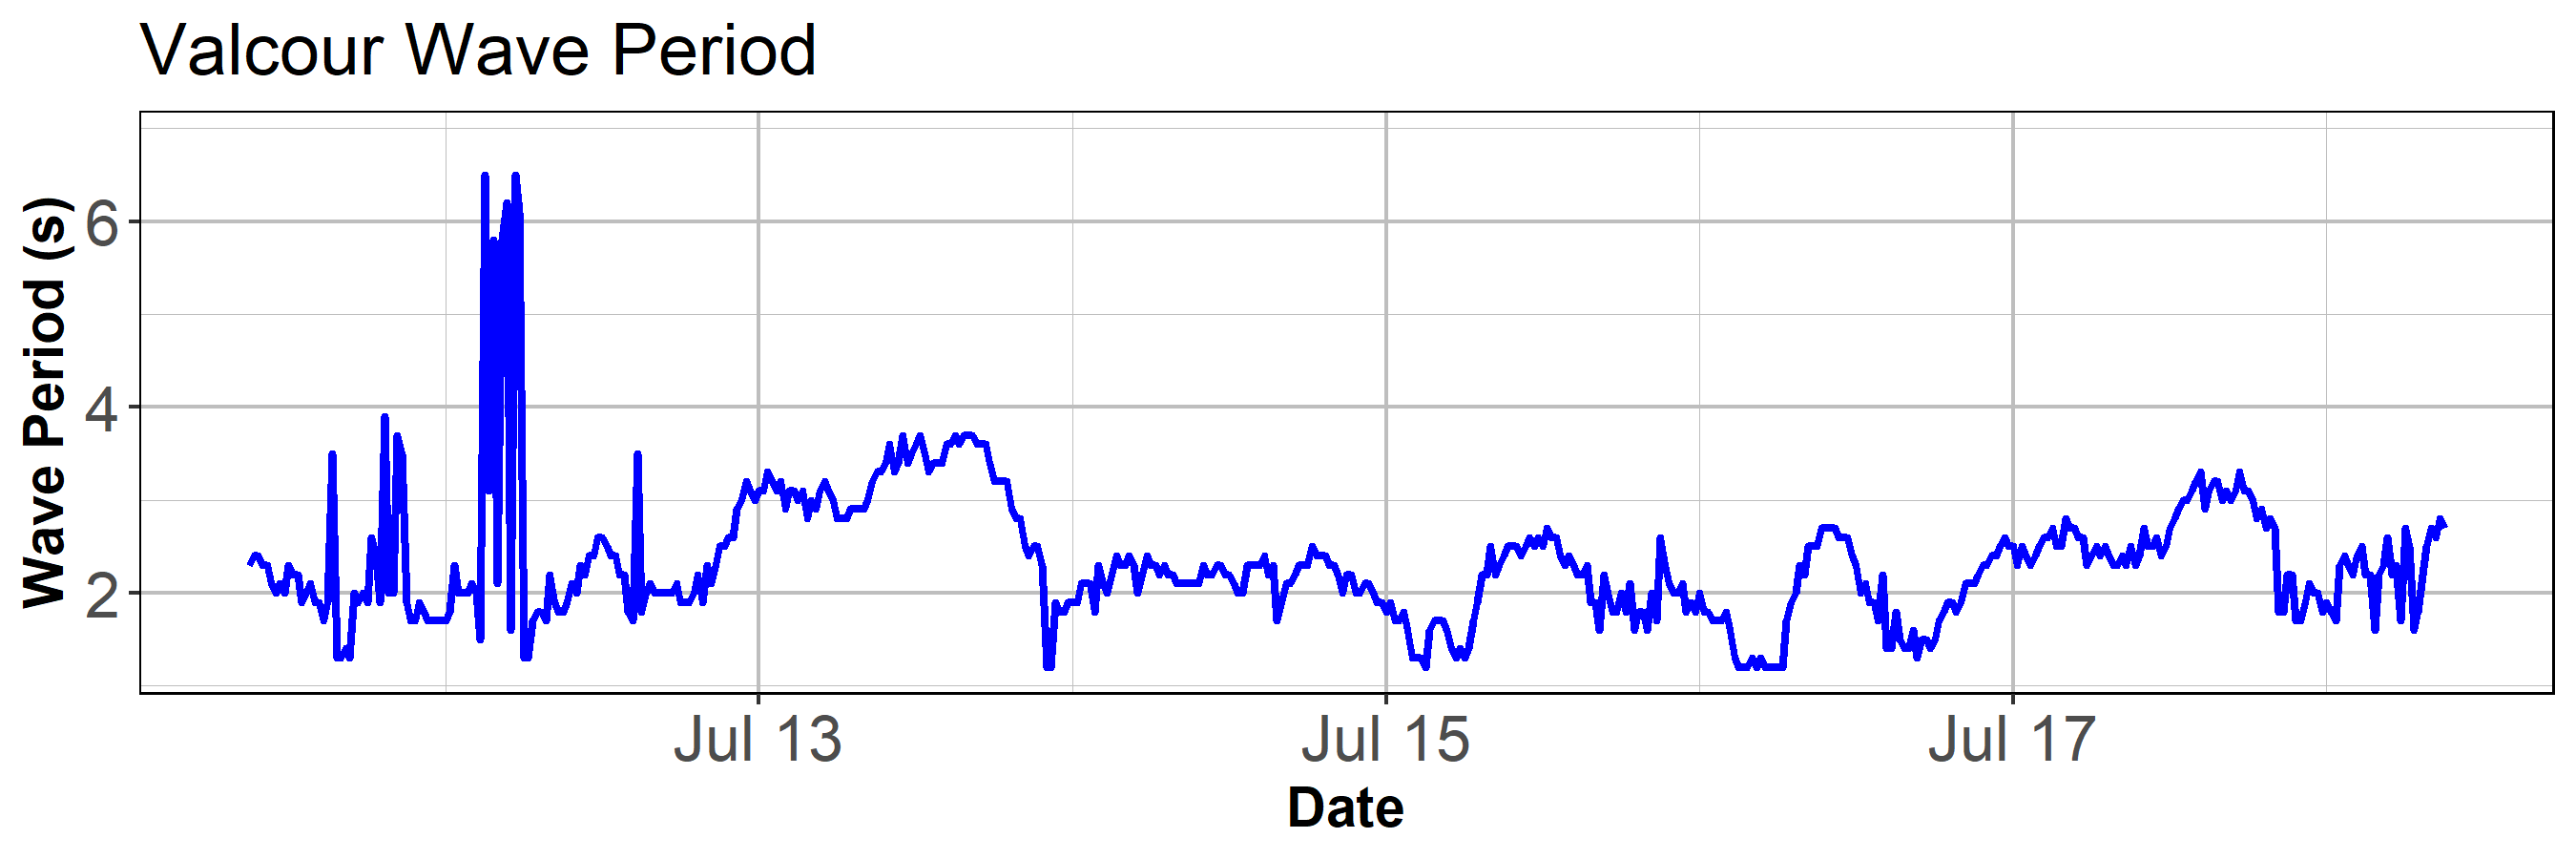 Valcour Wave Period
Wave Period (s)
6
4
2
Jul 13
Jul 15
Jul 17
Date